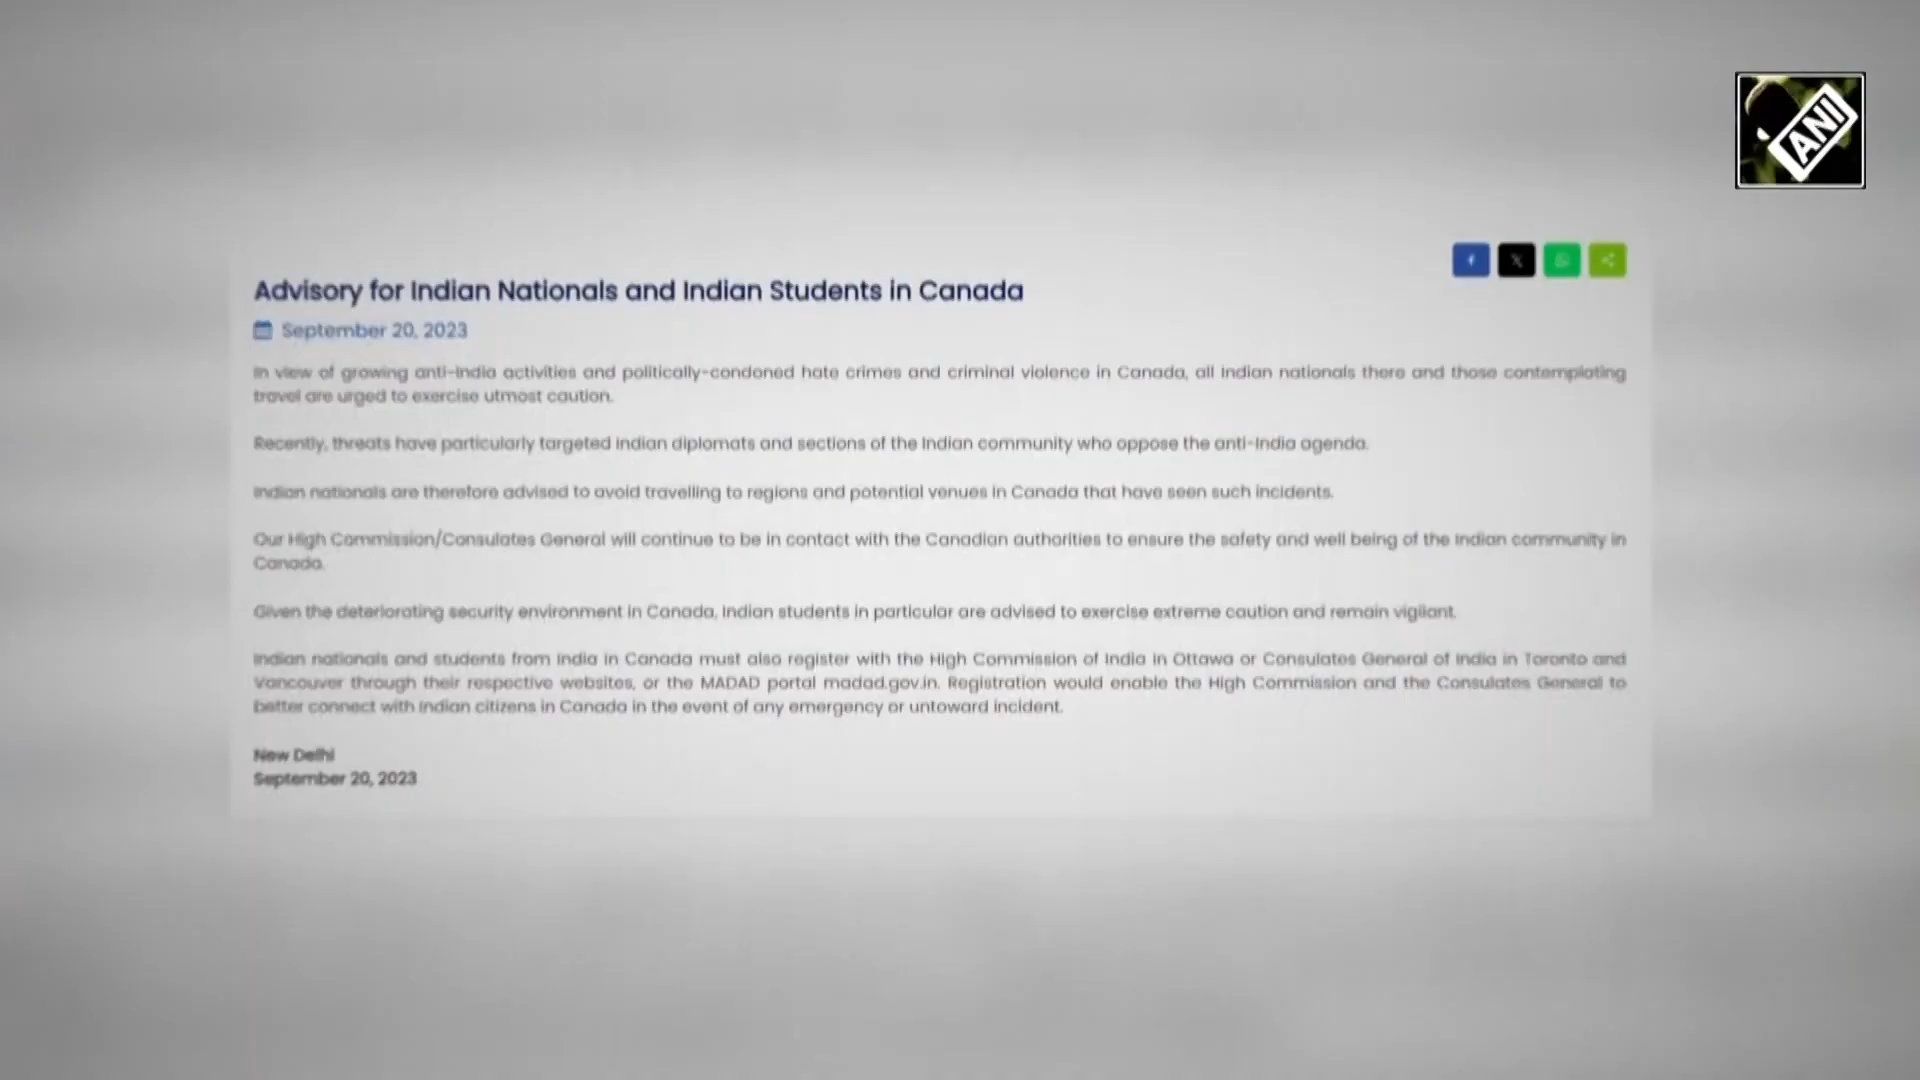 ANI
Advisory for Indian Nationals and Indian Students in Canada
September 20, 2023
In view of growing anti-India activities and politically-condoned hate crimes and criminal violence in Canada, all Indian nationals there and those contemplating
travel are urged to exercise utmost caution.
Recently, threats have particularly targeted Indian diplomats and sections of the Indian community who oppose the anti-India agenda.
Indian nationals are therefore advised to avoid travelling to regions and potential venues in Canada that have seen such incidents.
Our High Commission/Consulates General will continue to be in contact with the Canadian authorities to ensure the safety and well being of the Indian community in
Canada.
Given the deteriorating security environment in Canada, Indian students in particular are advised to exercise extreme caution and remain vigilant.
Indian nationals and students from India in Canada must also register with the High Commission of India in Ottawa or Consulates General of India in Toronto and
Vancouver through their respective websites, or the MADAD portal madad.gov.in. Registration would enable the High Commission and the Consulates General to
better connect with Indian citizens in Canada in the event of any emergency or untoward incident.
New Delhi
September 20, 2023